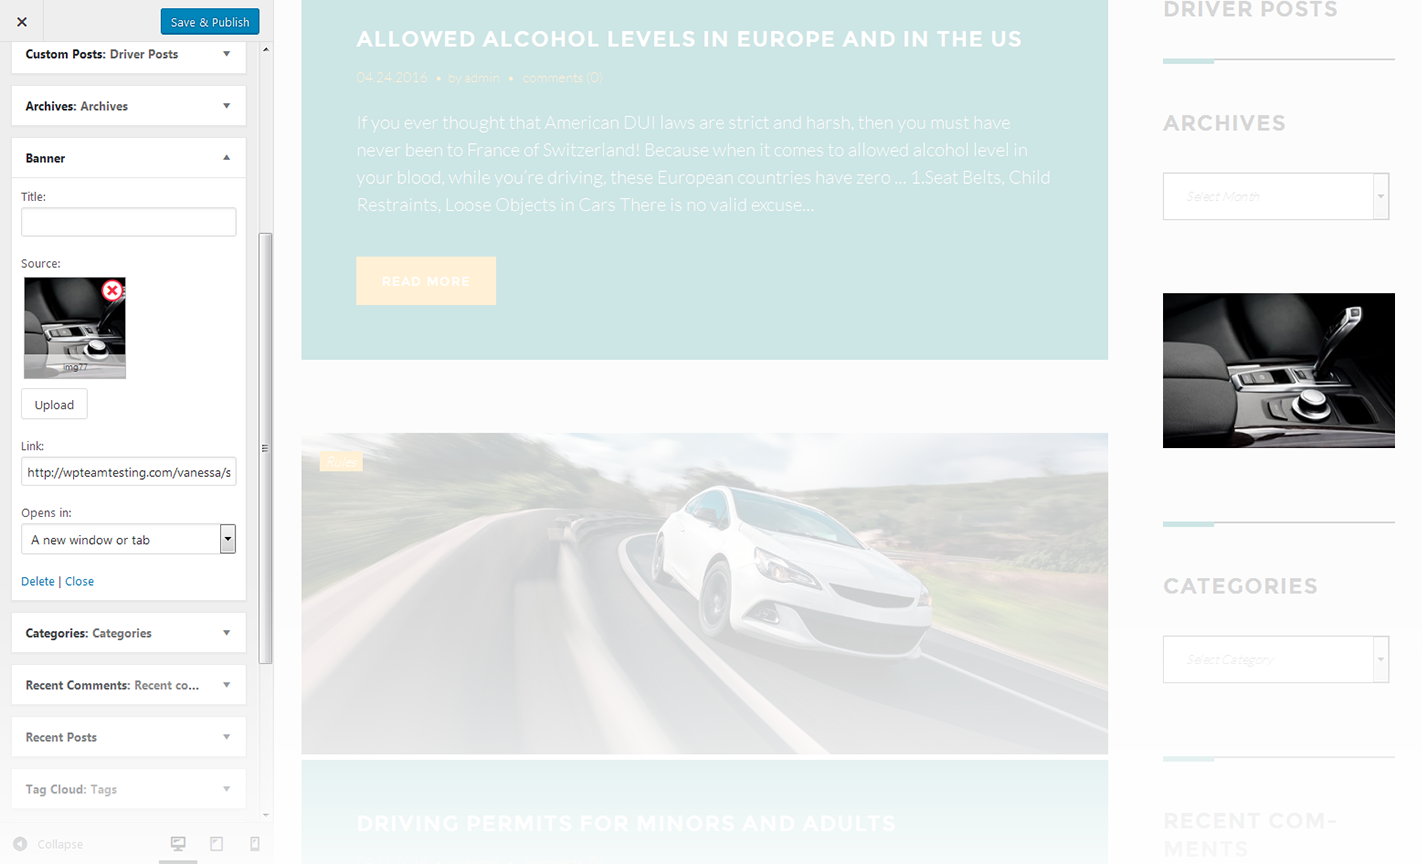 Save & Publish
Custom Posts: Driver Posts
Archives: Archives
Banner
Title:
Source:
img77
Upload
Link:
http://wpteamtesting.com/vanessa/s
Opens in:
A new window or tab
Delete | Close
Categories: Categories
Recent Comments: Recent co...
Recent Posts
Tag Cloud: Tags
Collapse
ALLOWED ALCOHOL LEVELS IN EUROPE AND IN THE US
04.24.2016 • by admin • comments (0)
If you ever thought that American DUI laws are strict and harsh, then you must have
never been to France of Switzerland! Because when it comes to allowed alcohol level in
your blood, while you're driving, these European countries have zero ... 1.Seat Belts, Child
Restraints, Loose Objects in Cars There is no valid excuse...
READ MORE
Rules
DRIVING PERMITS FOR MINORS AND ADULTS
DRIVER POSTS
ARCHIVES
Select Month
CATEGORIES
Select Category
RECENT COM-
MENTS